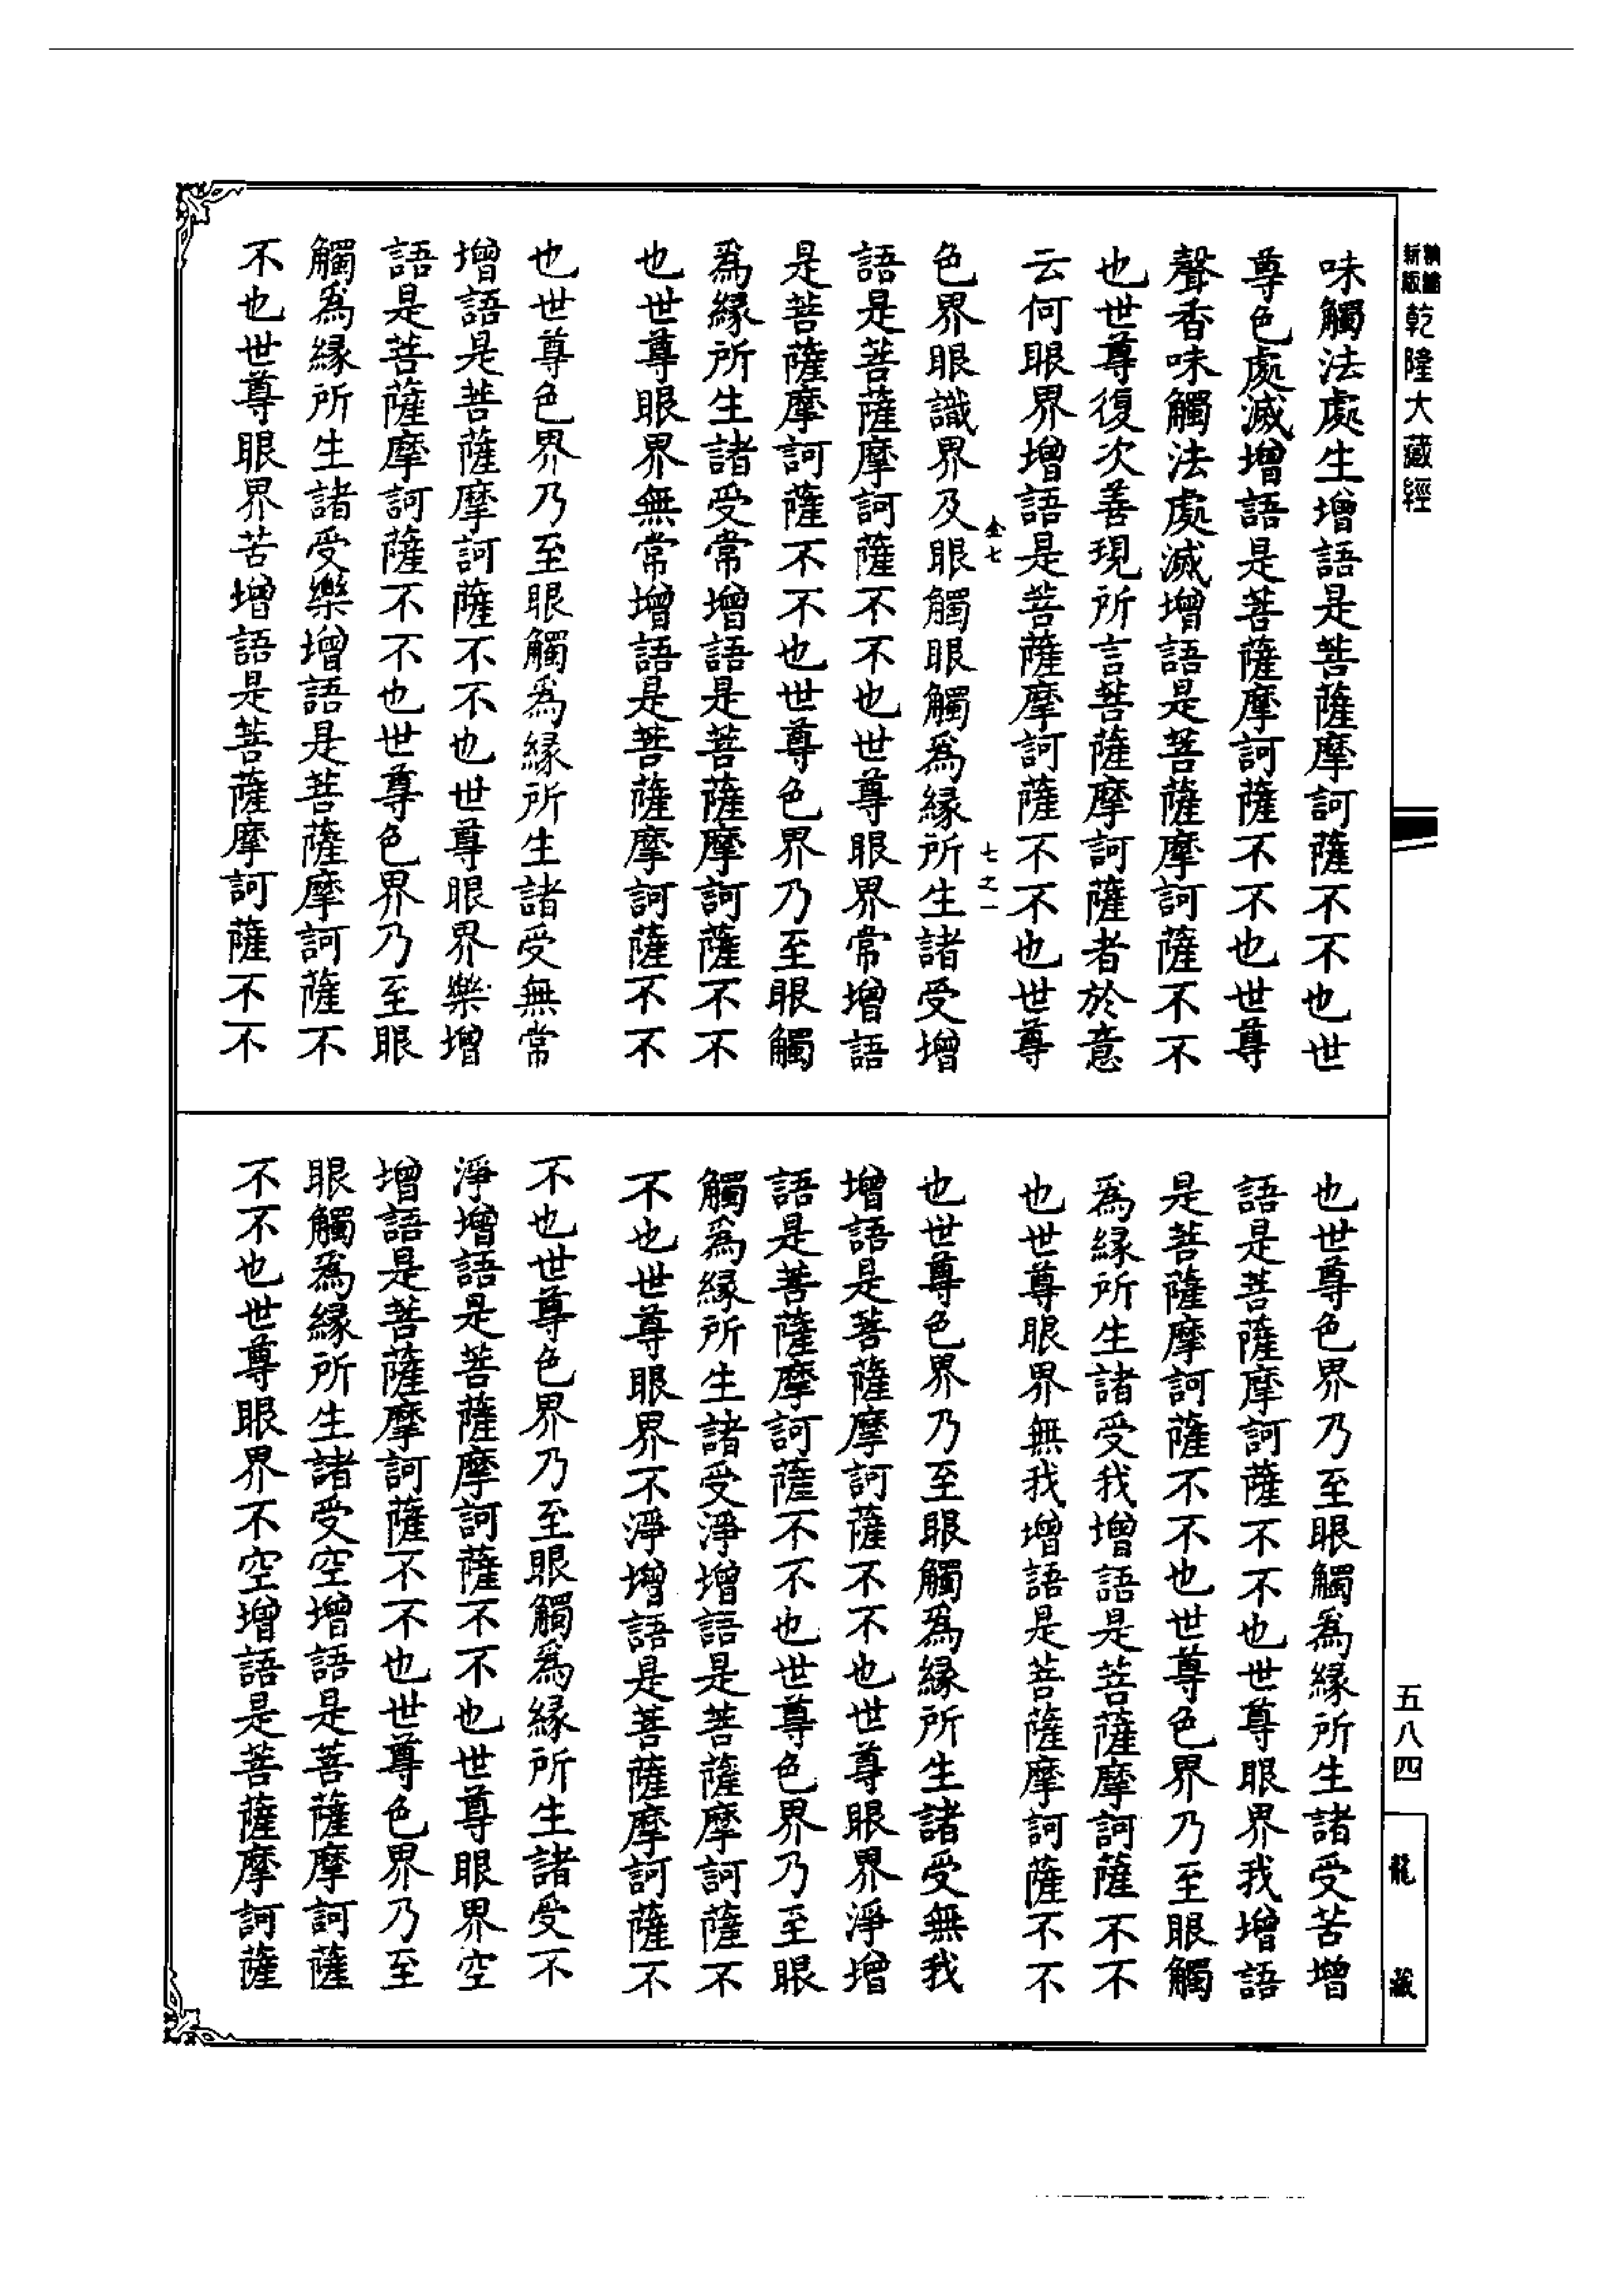 新版
乾隆大藏經
味觸法處生增語是菩薩摩訶薩不不也世
尊色處滅增語是菩薩摩訶薩不不也世尊
聲香味觸法處滅增語是菩薩摩訶薩不不
也世尊復次善現所言菩薩摩訶薩者於意
云何眼界增語是菩薩摩訶薩不不也世尊
七之一
色界眼識界及眼觸眼觸爲緣所生諸受增
語是菩薩摩訶薩不不也世尊眼界常增語
是菩薩摩訶薩不不也世尊色界乃至眼觸
爲緣所生諸受常增語是菩薩摩訶薩不不
也世尊眼界無常增語是菩薩摩訶薩不不
也世尊色界乃至眼觸爲緣所生諸受無常
增語是菩薩摩訶薩不不也世尊眼界樂增
語是菩薩摩訶薩不不也世尊色界乃至眼
觸爲緣所生諸受樂增語是菩薩摩訶薩不
不也世尊眼界苦增語是菩薩摩訶薩不不
也世尊色界乃至眼觸爲緣所生諸受苦增
語是菩薩摩訶薩不不也世尊眼界我增語
是菩薩摩訶薩不不也世尊色界乃至眼觸
爲緣所生諸受我增語是菩薩摩訶薩不不
也世尊眼界無我增語是菩薩摩訶薩不不
也世尊色界乃至眼觸爲緣所生諸受無我
增語是菩薩摩訶薩不不也世尊眼界淨增
語是菩薩摩訶薩不不也世尊色界乃至眼
觸爲緣所生諸受淨增語是菩薩摩訶薩不
不也世尊眼界不淨增語是菩薩摩訶薩不
不也世尊色界乃至眼觸爲緣所生諸受不
淨增語是菩薩摩訶薩不不也世尊眼界空
增語是菩薩摩訶薩不不也世尊色界乃至
眼觸爲緣所生諸受空增語是菩薩摩訶薩
不不也世尊眼界不空增語是菩薩摩訶薩
五八四
龍藏